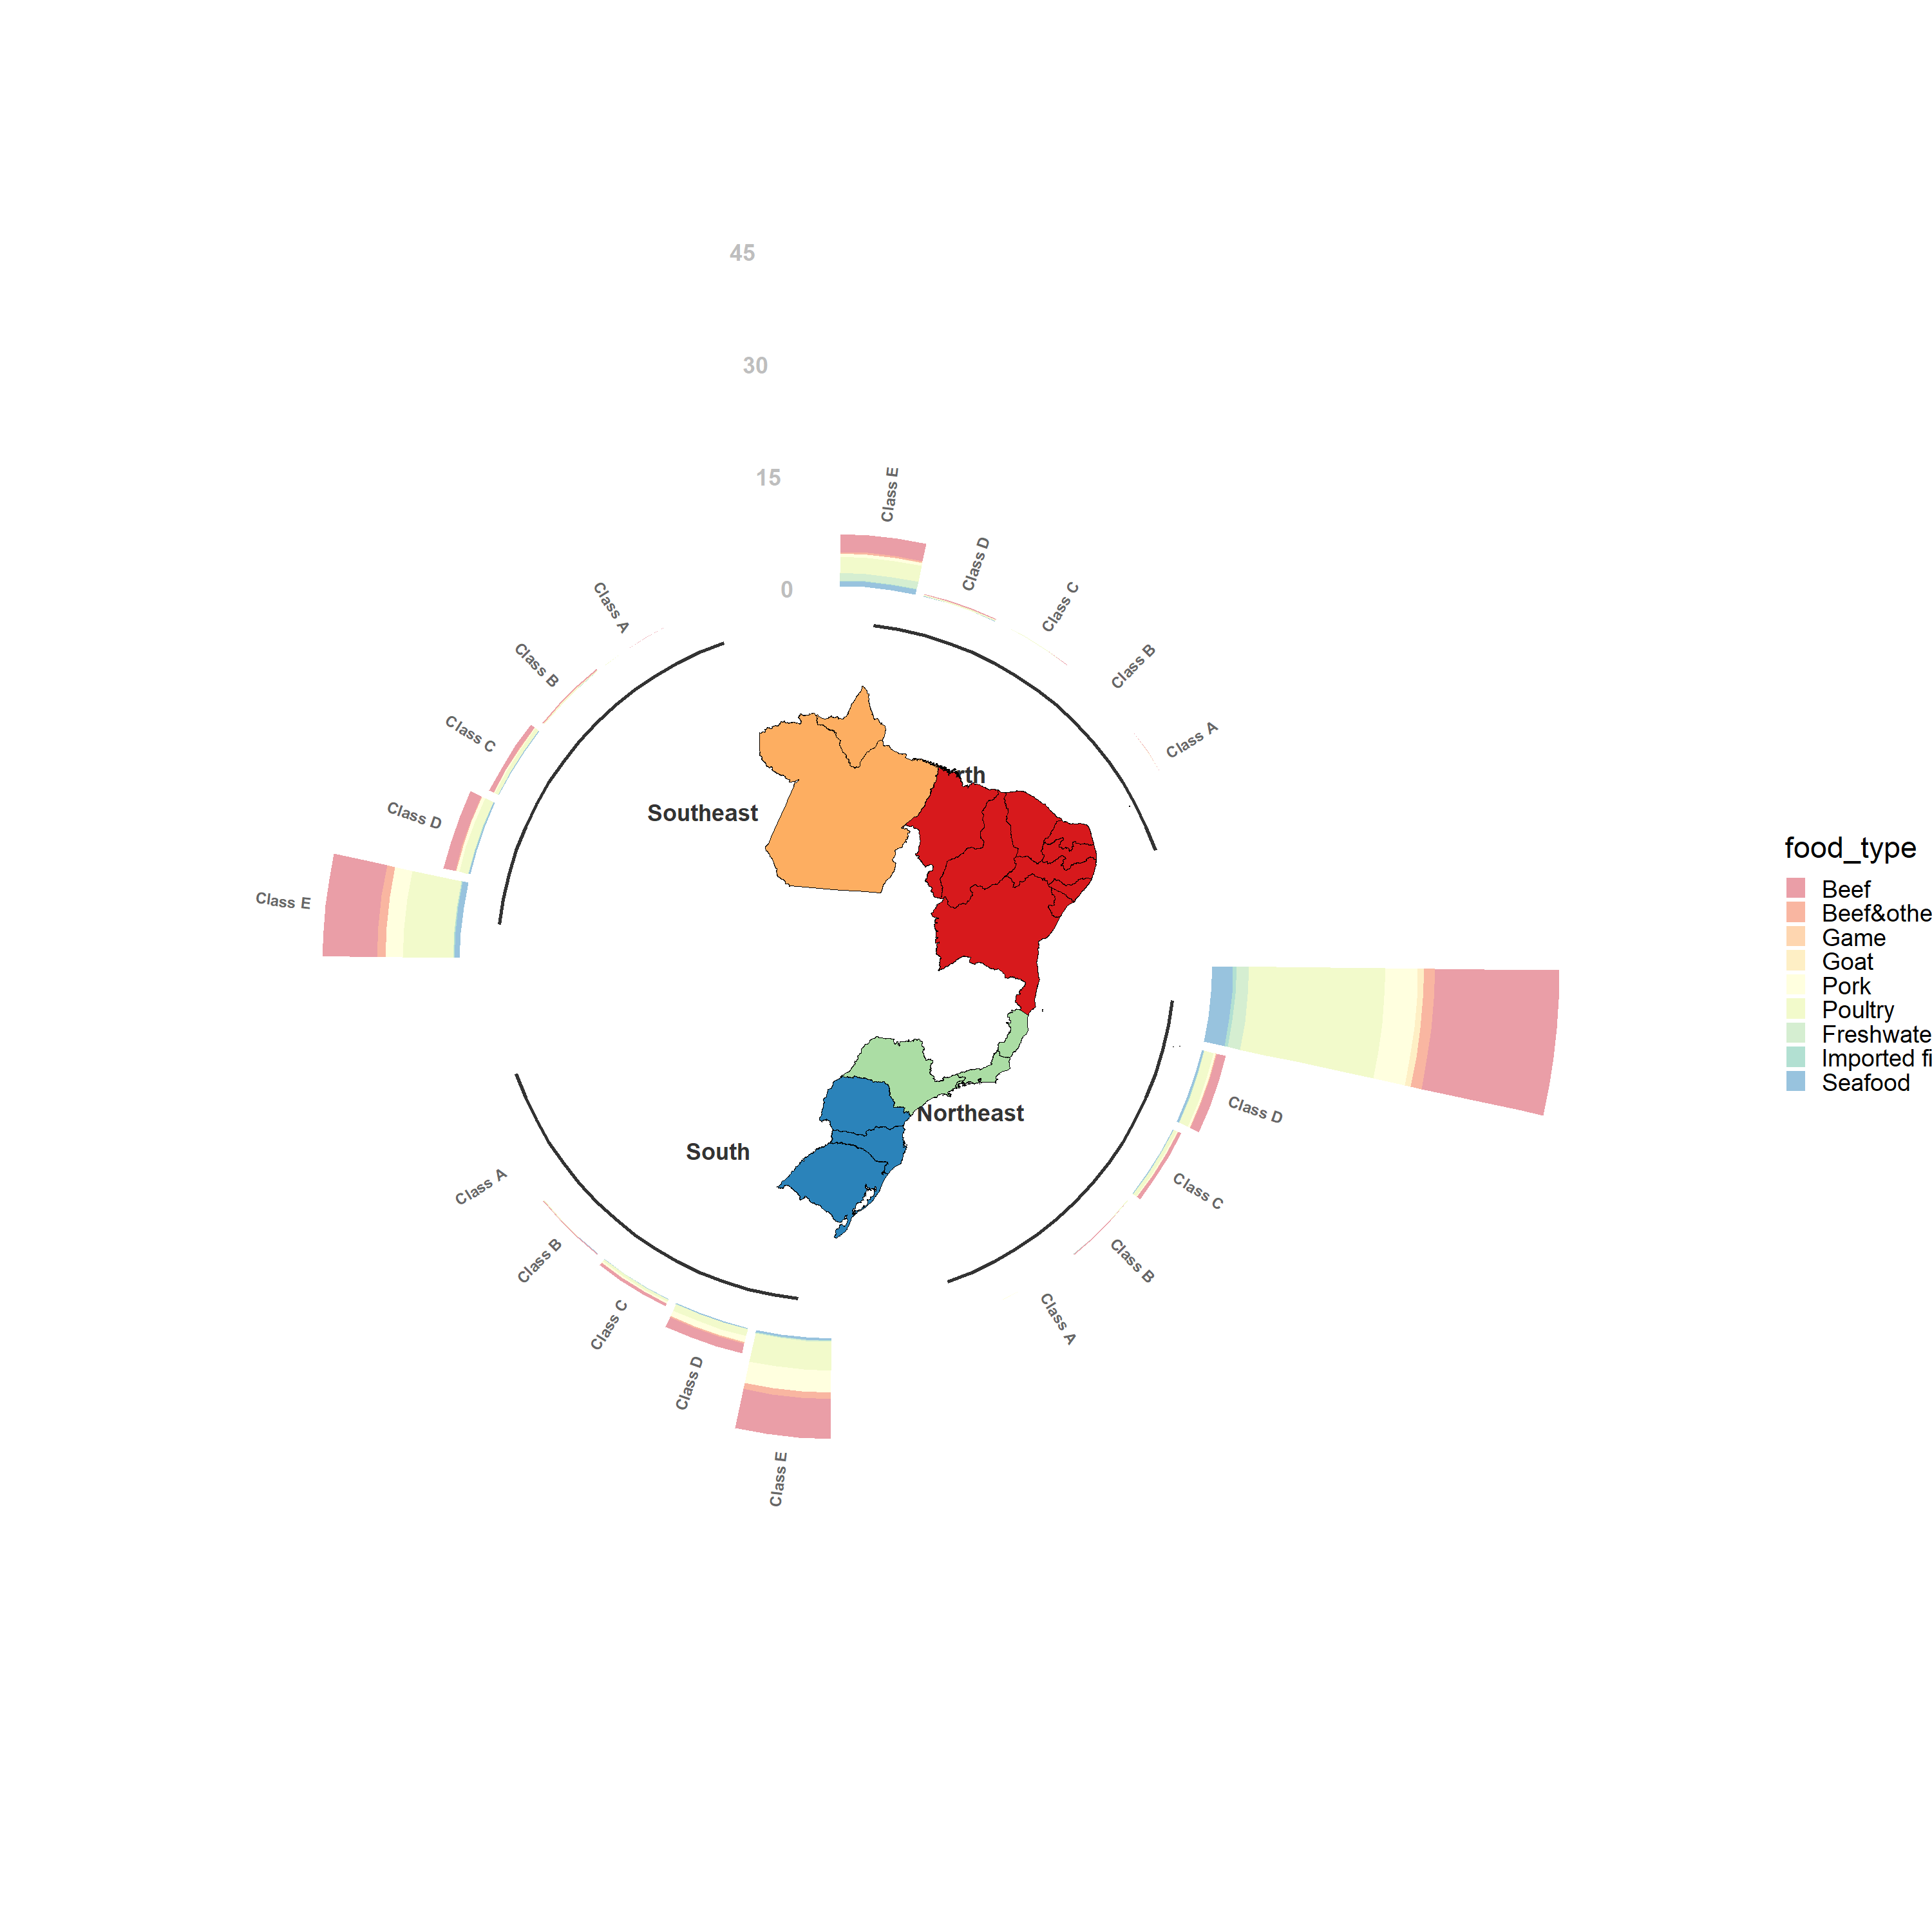 45
30
15
0
Class E
Class D
Class C
Class B
Class A
Class A
Class B
Class C
Class D
Class E
Southeast
rth
Northeast
South
Class D
Class C
Class B
Class A
Class A
Class B
Class C
Class D
Class E
food_type
Beef
Beef&othe
Game
Goat
Pork
Poultry
Freshwate
Imported fi
Seafood